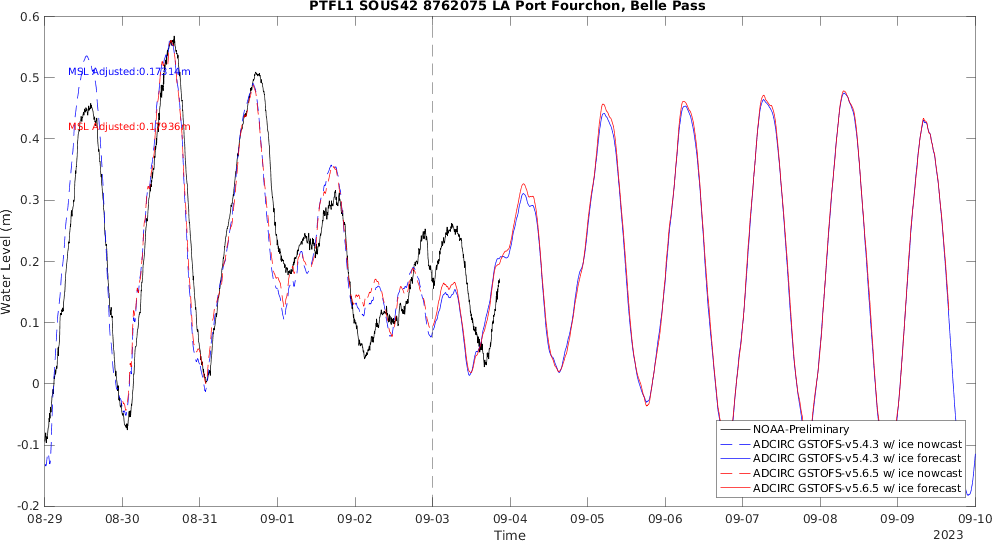 PTFL1 SOUS42 8762075 LA Port Fourchon, Belle Pass
0.6
0.5
0.4
0.3
0.2
0.1
0
-0.1
-0.2
Water Level (m)
MSL Adjusted:0.17314m
MSL Adjusted:0.17936m
NOAA-Preliminary
ADCIRC GSTOFS-v5.4.3 w/ ice nowcast
ADCIRC GSTOFS-v5.4.3 w/ ice forecast
ADCIRC GSTOFS-v5.6.5 w/ ice nowcast
ADCIRC GSTOFS-v5.6.5 w/ ice forecast
08-29 08-30 08-31 09-01 09-02 09-03 09-04 09-05 09-06 09-07 09-08 09-09 09-10
Time
2023